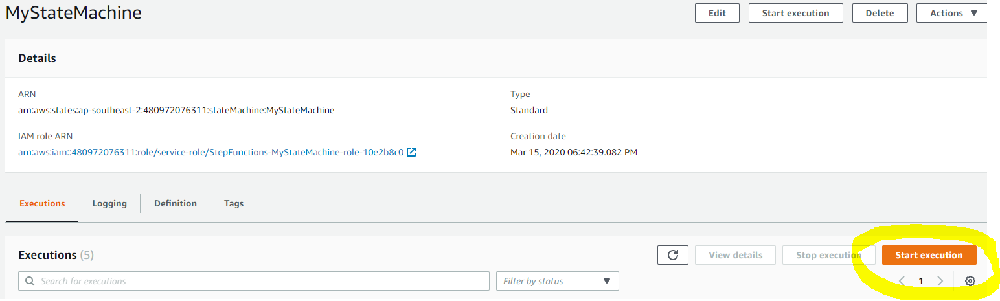 MyStateMachine
Edit
Start execution
Delete
Actions
Details
ARN
arn:aws:states:ap-southeast-2:480972076311:stateMachine:MyStateMachine
Type
Standard
IAM role ARN
arn:aws:iam::480972076311:role/service-role/StepFunctions-MyStateMachine-role-10e2b8c0
Creation date
Mar 15, 2020 06:42:39.082 PM
Executions
Logging
Definition
Tags
Executions (5)
View details
Stop execution
Start execution
Search for executions
Filter by status
1